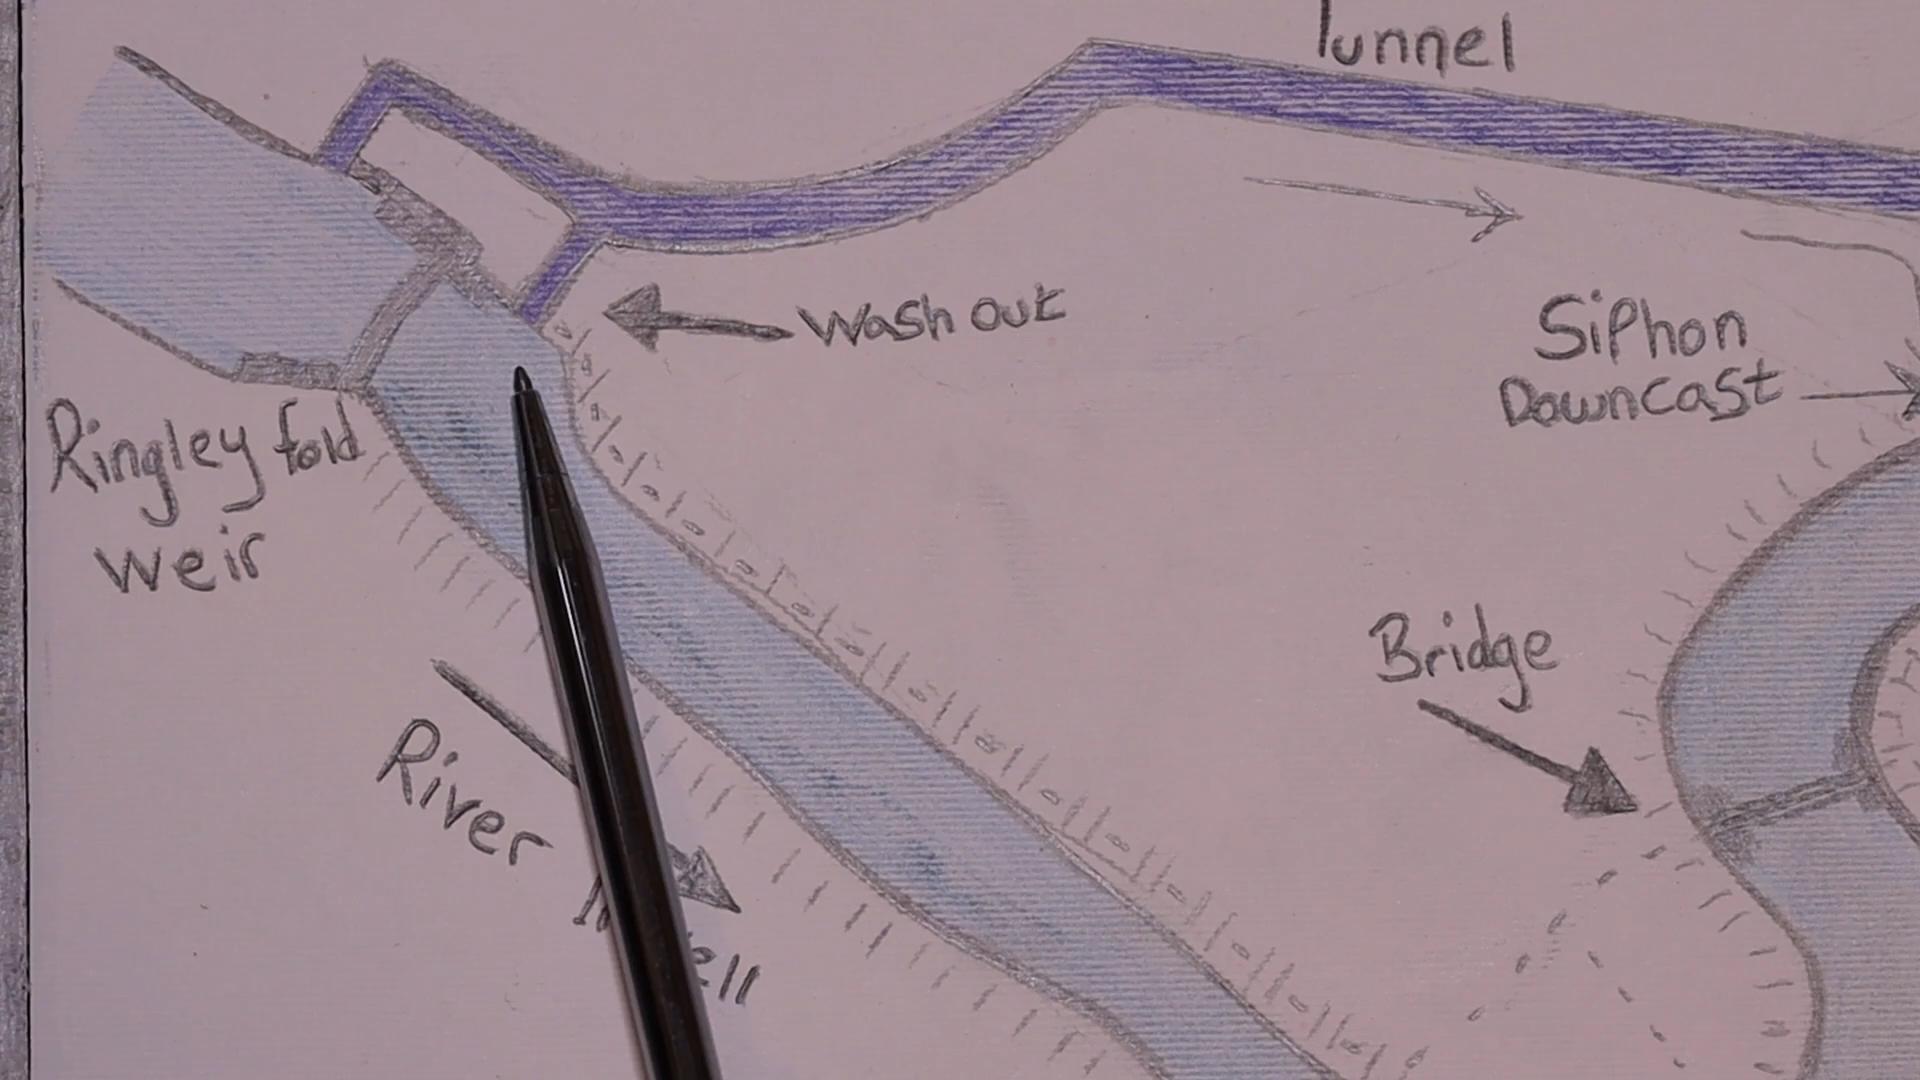 Tunnel
Wash out
Siphon
Downcast
Ringley fold
weir
Bridge
River